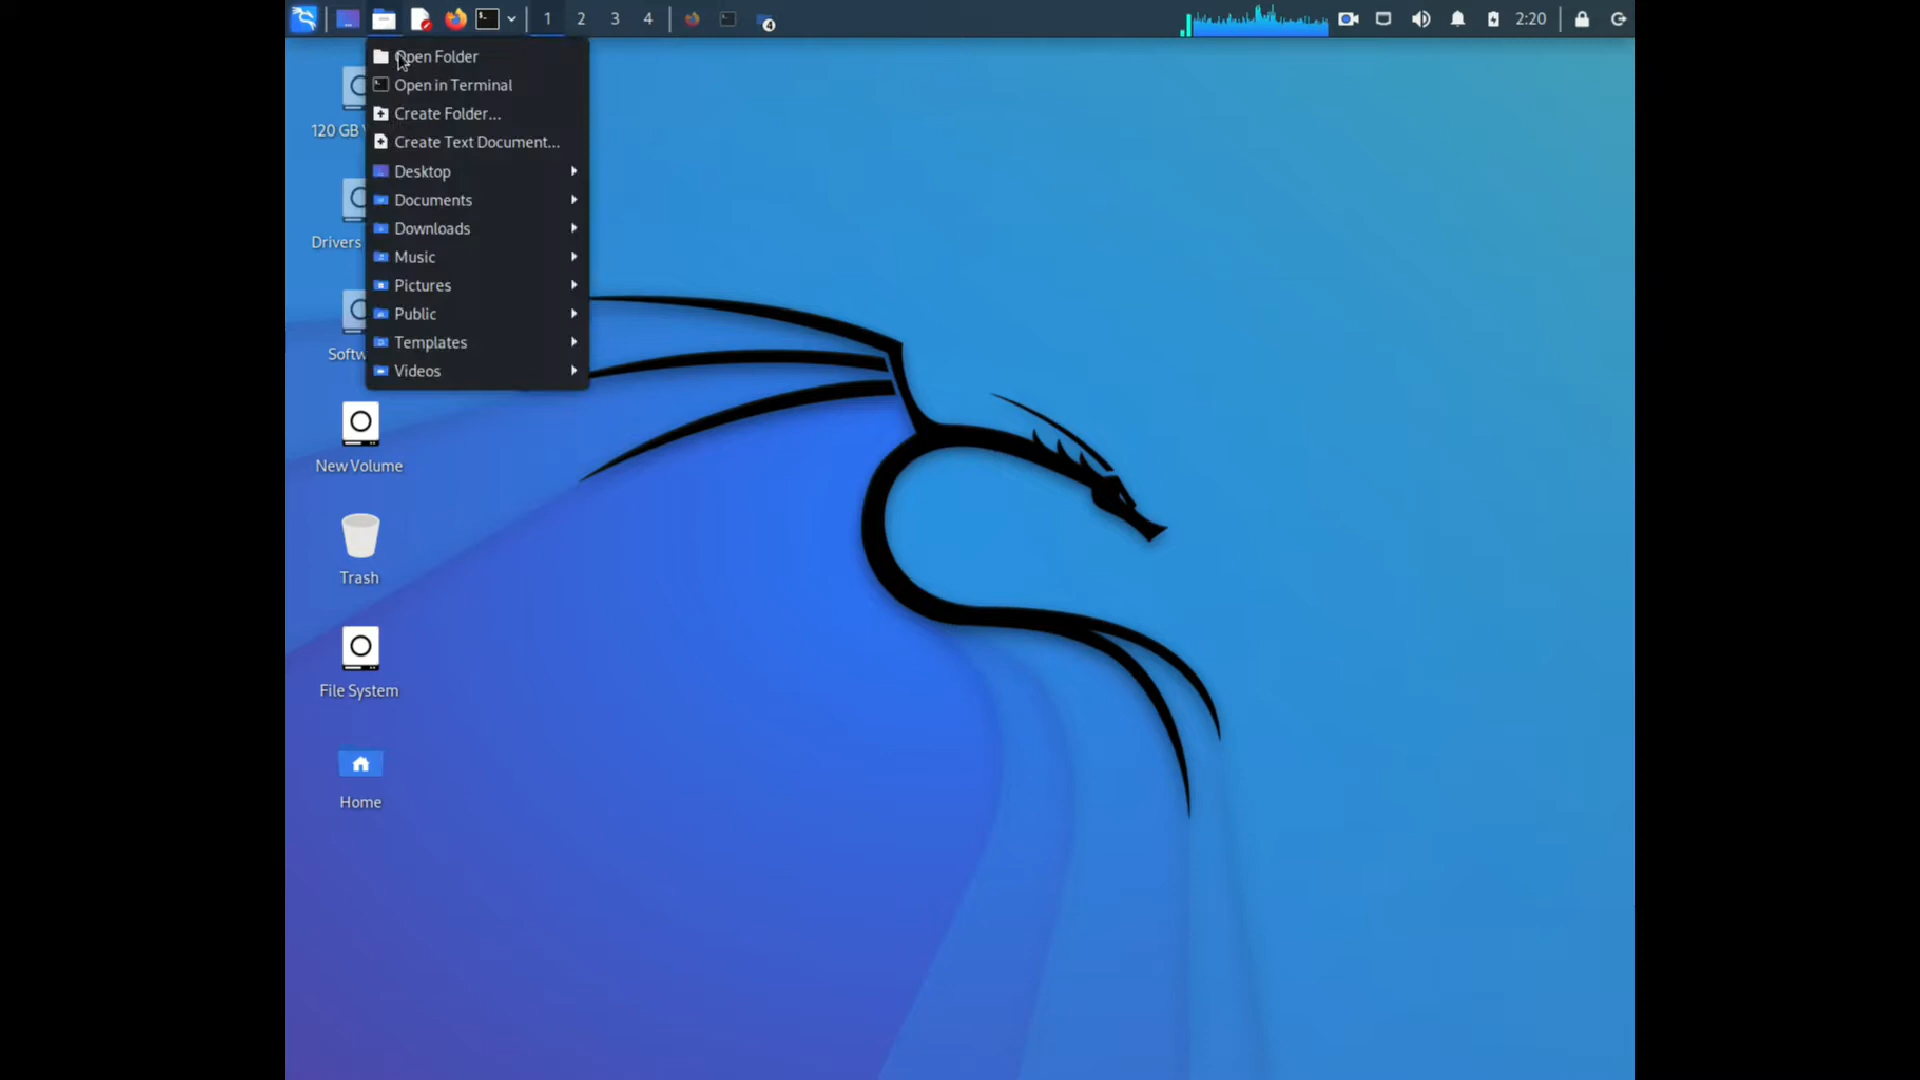 1 2 3 4 4 2:20
Open Folder
Open in Terminal
Create Folder...
Create Text Document...
Desktop
Documents
Downloads
Music
Pictures
Public
Templates
Videos
120 GB
Drivers
New Volume
Trash
File System
Home